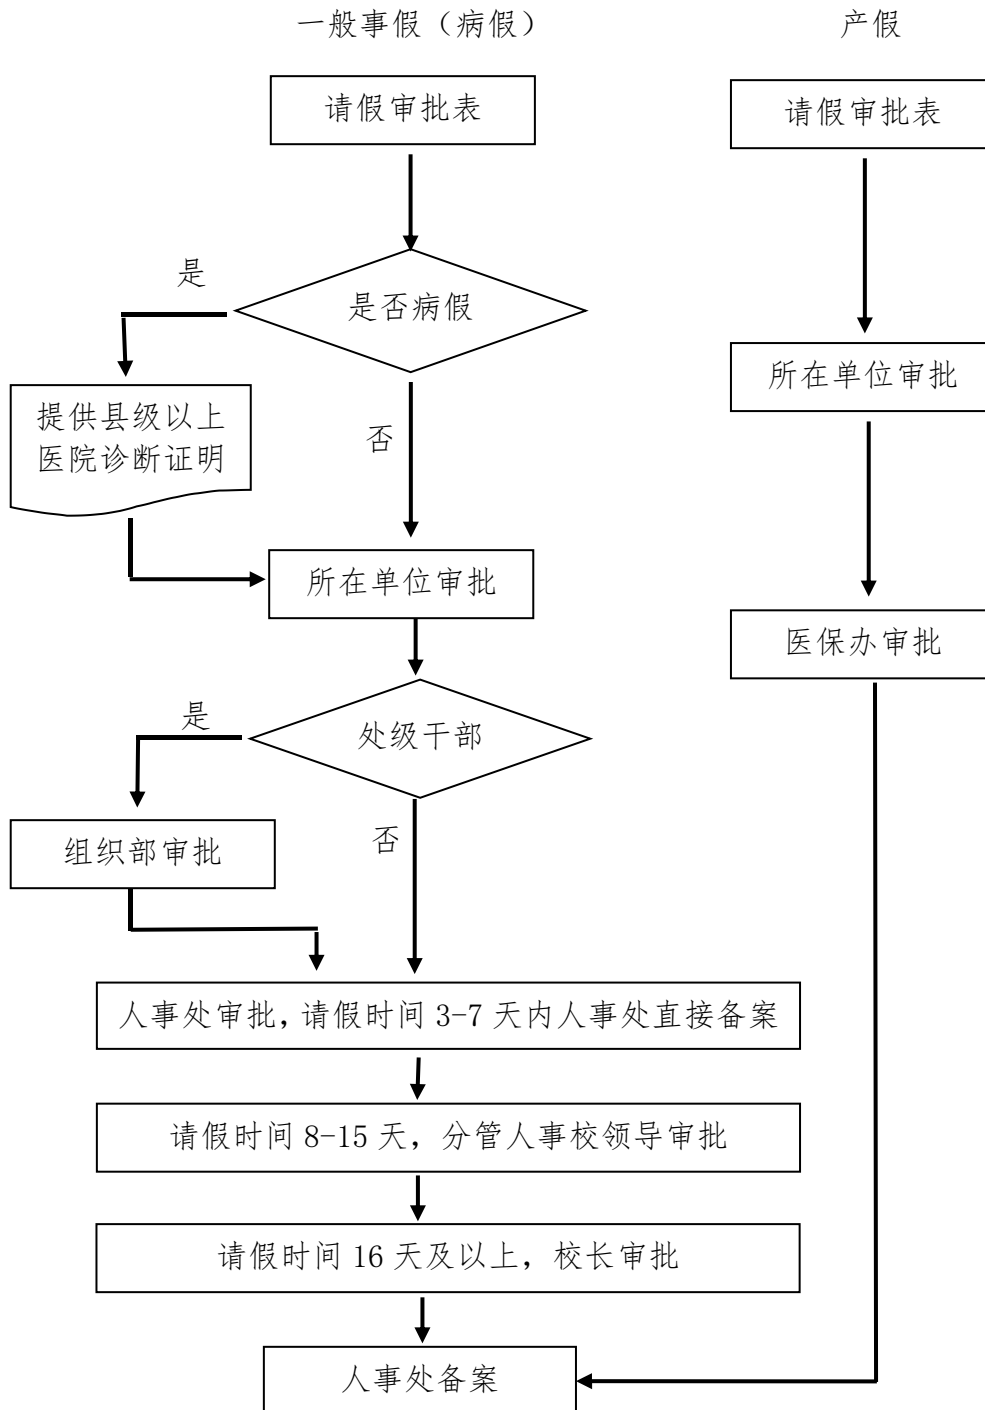 一般事假（病假）
产假
请假审批表
请假审批表
是否病假
是
提供县级以上
医院诊断证明
否
所在单位审批
所在单位审批
医保办审批
处级干部
是
组织部审批
否
人事处审批，请假时间 3-7 天内人事处直接备案
请假时间 8-15 天，分管人事校领导审批
请假时间 16 天及以上，校长审批
人事处备案